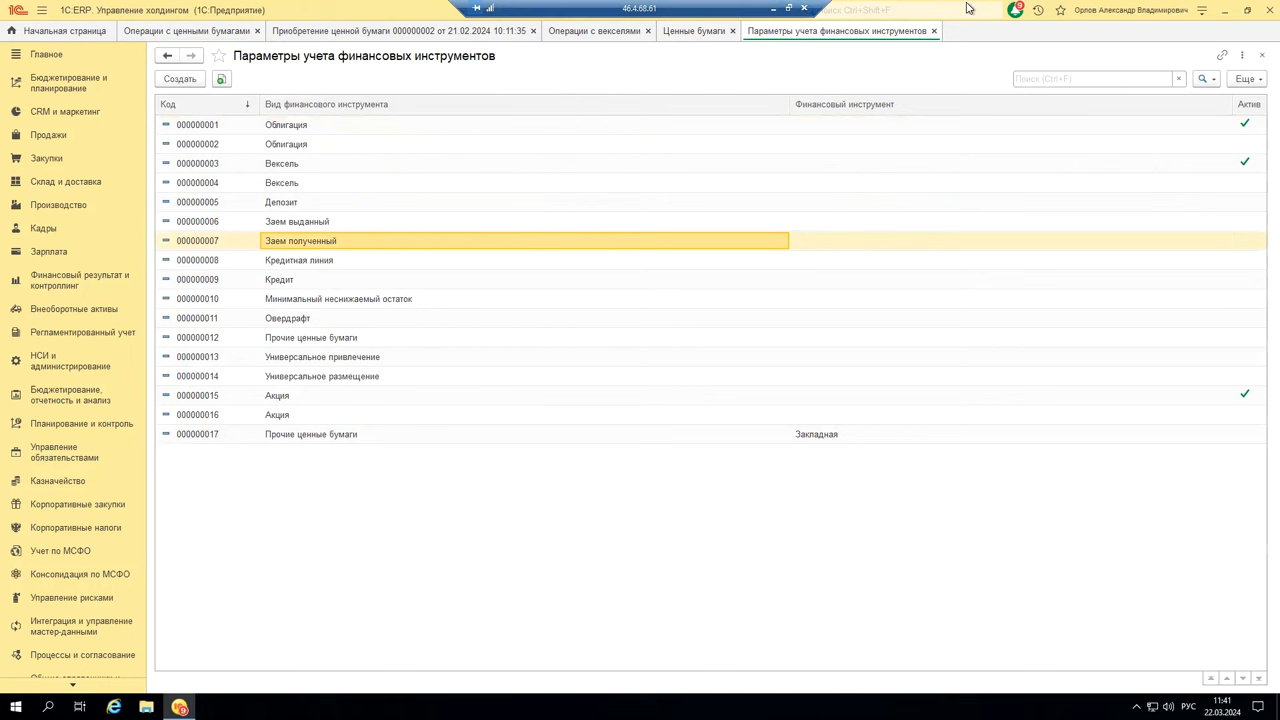 1С:ERP. Управление холдингом (1С:Предприятие)
46.4.68.61
иск Ctrl+Shift+F
9
Орлов Александр Владимирович
Начальная страница
Операции с ценными бумагами
Приобретение ценной бумаги 000000002 от 21.02.2024 10:11:35
Операции с векселями
Ценные бумаги
Параметры учета финансовых инструментов
Главное
Бюджетирование и
планирование
CRM и маркетинг
Продажи
Закупки
Склад и доставка
Производство
Кадры
Зарплата
Финансовый результат и
контроллинг
Внеоборотные активы
Регламентированный учет
НСИ и
администрирование
Бюджетирование,
отчетность и анализ
Планирование и контроль
Управление
обязательствами
Казначейство
Корпоративные закупки
Корпоративные налоги
Учет по МСФО
Консолидация по МСФО
Управление рисками
Интеграция и управление
мастер-данными
Процессы и согласование
Параметры учета финансовых инструментов
Создать
Поиск (Ctrl+F)
Еще
Код
Вид финансового инструмента
Финансовый инструмент
Актив
000000001 Облигация
000000002 Облигация
000000003 Вексель
000000004 Вексель
000000005 Депозит
000000006 Заем выданный
000000007 Заем полученный
000000008 Кредитная линия
000000009 Кредит
000000010 Минимальный неснижаемый остаток
000000011 Овердрафт
000000012 Прочие ценные бумаги
000000013 Универсальное привлечение
000000014 Универсальное размещение
000000015 Акция
000000016 Акция
000000017 Прочие ценные бумаги Закладная
РУС
11:41
22.03.2024